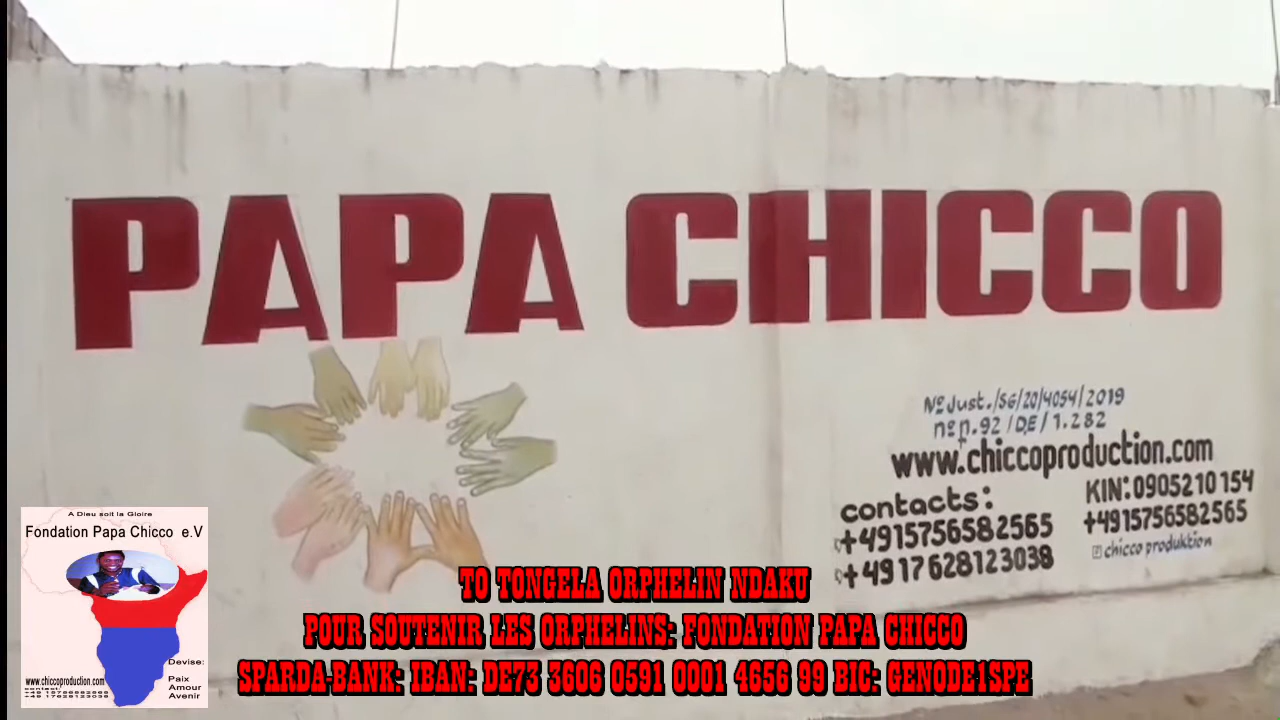 PAPA CHICCO
Nº Just./SG/20/4054/2019
nº n.92/DE/1.282
www.chiccoproduction.com
contacts:
+4915756582565
+4917628123038
KIN:0905210154
+4915756582565
chicco produktion
A Dieu soit la Gloire
Fondation Papa Chicco e.V
Devise:
Paix
Amour
Avenir
www.chiccoproduction.com
TO TONGELA ORPHELIN NDAKU
POUR SOUTENIR LES ORPHELINS: FONDATION PAPA CHICCO
SPARDA-BANK: IBAN: DE73 3606 0591 0001 4656 99 BIC: GENODE1SPE